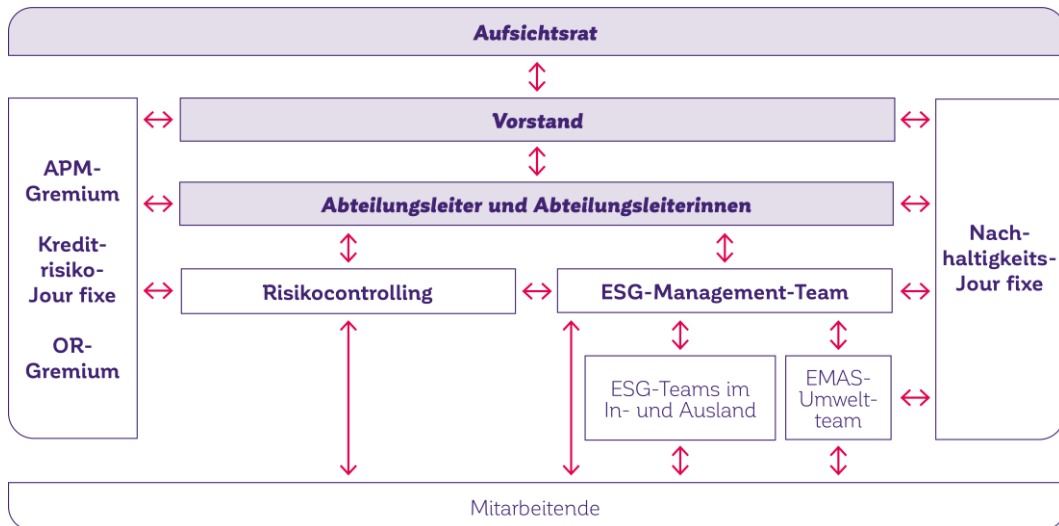 Aufsichtsrat
Vorstand
APM-
Gremium
Kredit-
risiko-
Jour fixe
OR-
Gremium
Abteilungsleiter und Abteilungsleiterinnen
Nach-
haltigkeits-
Jour fixe
Risikocontrolling
ESG-Management-Team
ESG-Teams im
In- und Ausland
EMAS-
Umwelt-
team
Mitarbeitende